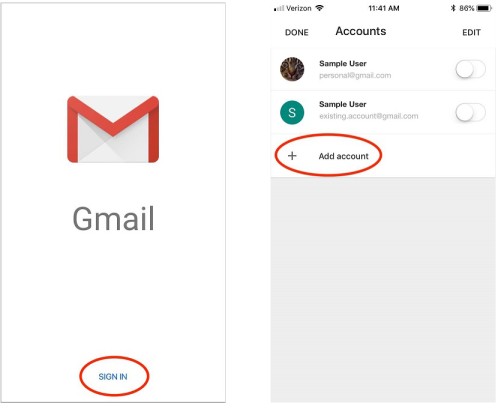 Gmail
SIGN IN
Verizon 11:41 AM 86%
DONE Accounts EDIT
Sample User
personal@gmail.com
S
Sample User
existing.account@gmail.com
+ Add account